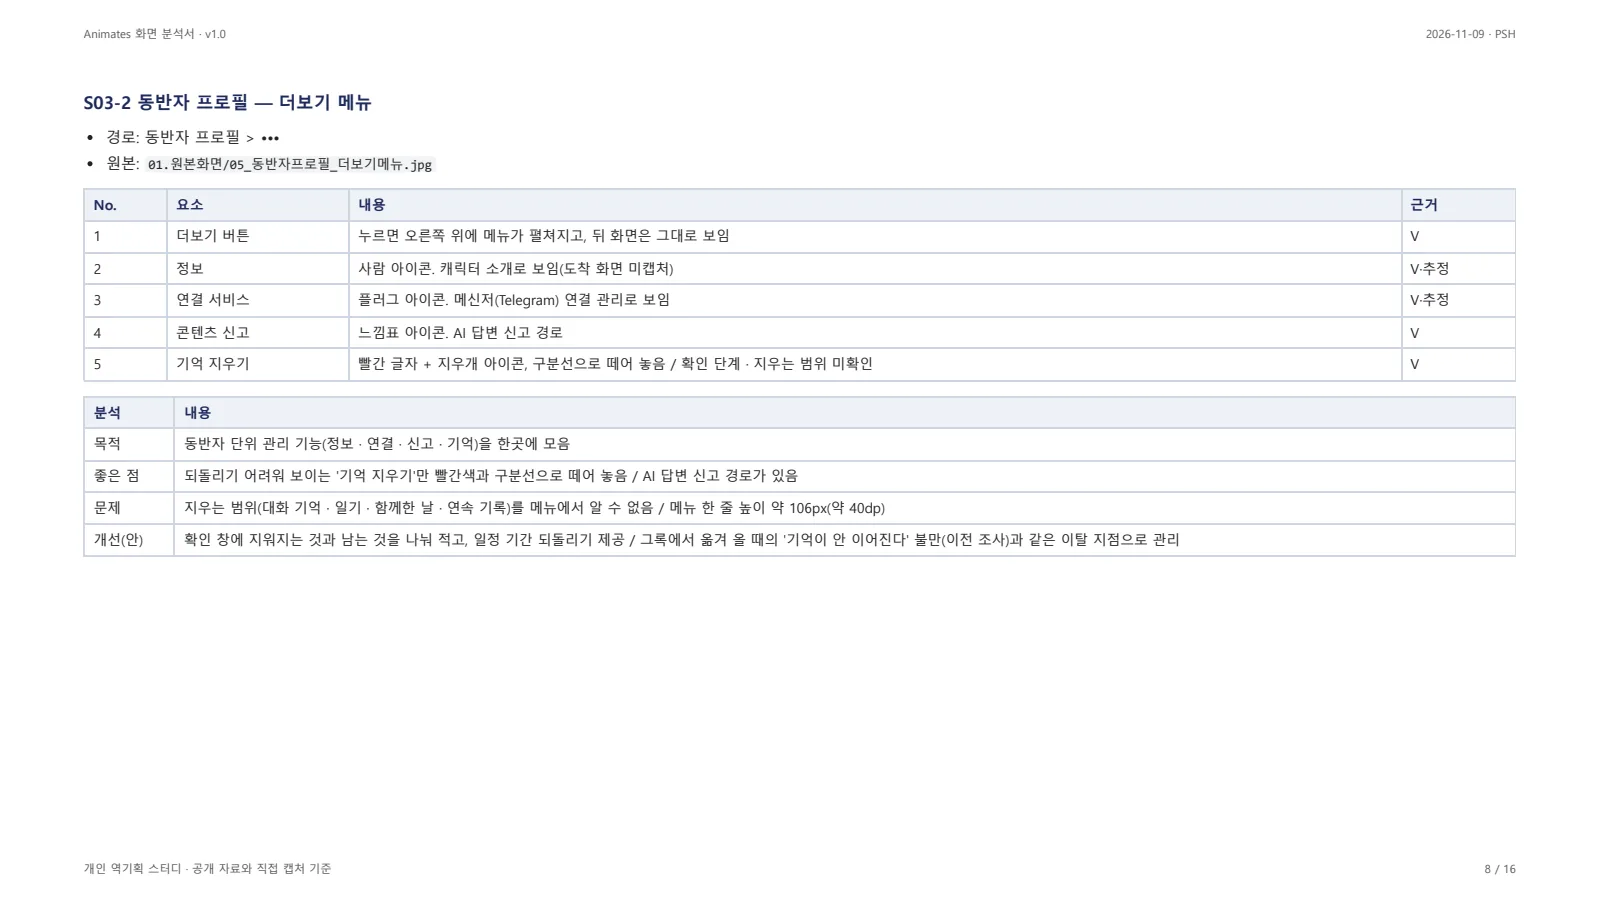 Animates 화면 분석서 · v1.0
2026-11-09 · PSH
S03-2 동반자 프로필 — 더보기 메뉴
• 경로: 동반자 프로필 > •••
• 원본: 01.원본화면/05_동반자프로필_더보기메뉴.jpg
No. 요소 내용 근거
1 더보기 버튼 누르면 오른쪽 위에 메뉴가 펼쳐지고, 뒤 화면은 그대로 보임 V
2 정보 사람 아이콘. 캐릭터 소개로 보임(도착 화면 미캡처) V·추정
3 연결 서비스 플러그 아이콘. 메신저(Telegram) 연결 관리로 보임 V·추정
4 콘텐츠 신고 느낌표 아이콘. AI 답변 신고 경로 V
5 기억 지우기 빨간 글자 + 지우개 아이콘, 구분선으로 떼어 놓음 / 확인 단계 · 지우는 범위 미확인 V
분석 내용
목적 동반자 단위 관리 기능(정보 · 연결 · 신고 · 기억)을 한곳에 모음
좋은 점 되돌리기 어려워 보이는 '기억 지우기'만 빨간색과 구분선으로 떼어 놓음 / AI 답변 신고 경로가 있음
문제 지우는 범위(대화 기억 · 일기 · 함께한 날 · 연속 기록)를 메뉴에서 알 수 없음 / 메뉴 한 줄 높이 약 106px(약 40dp)
개선(안) 확인 창에 지워지는 것과 남는 것을 나눠 적고, 일정 기간 되돌리기 제공 / 그록에서 옮겨 올 때의 '기억이 안 이어진다' 불만(이전 조사)과 같은 이탈 지점으로 관리
개인 역기획 스터디 · 공개 자료와 직접 캡처 기준
8 / 16